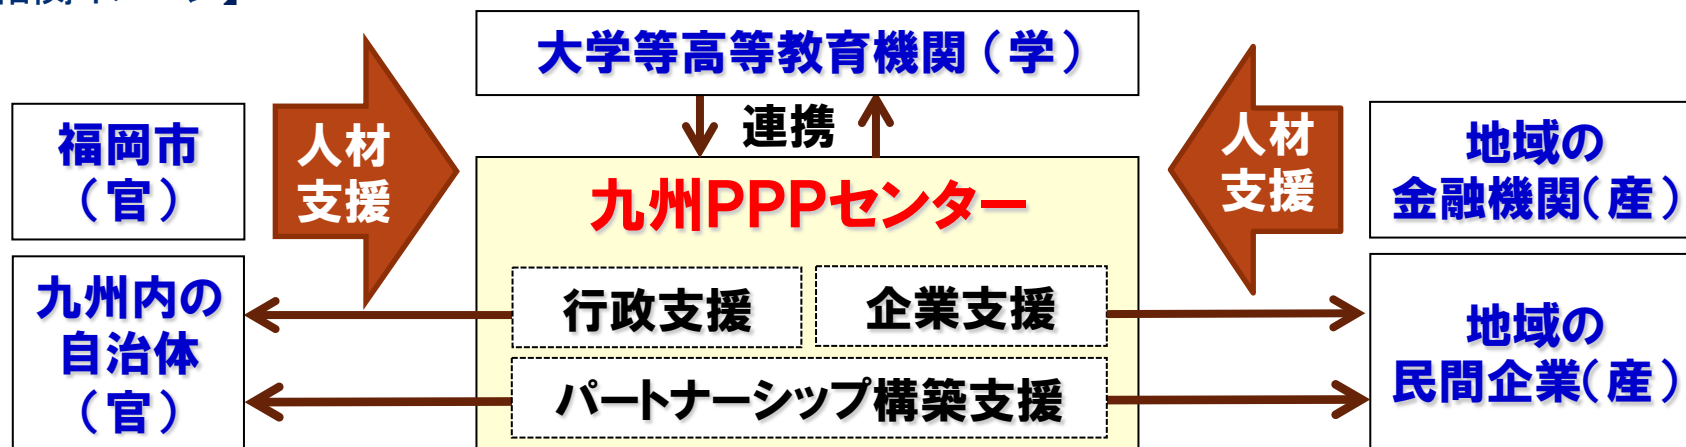 大学等高等教育機関（学）
連携
福岡市
（官）
人材
支援
九州PPPセンター
人材
支援
地域の
金融機関（産）
九州内の
自治体
（官）
行政支援
企業支援
パートナーシップ構築支援
地域の
民間企業（産）